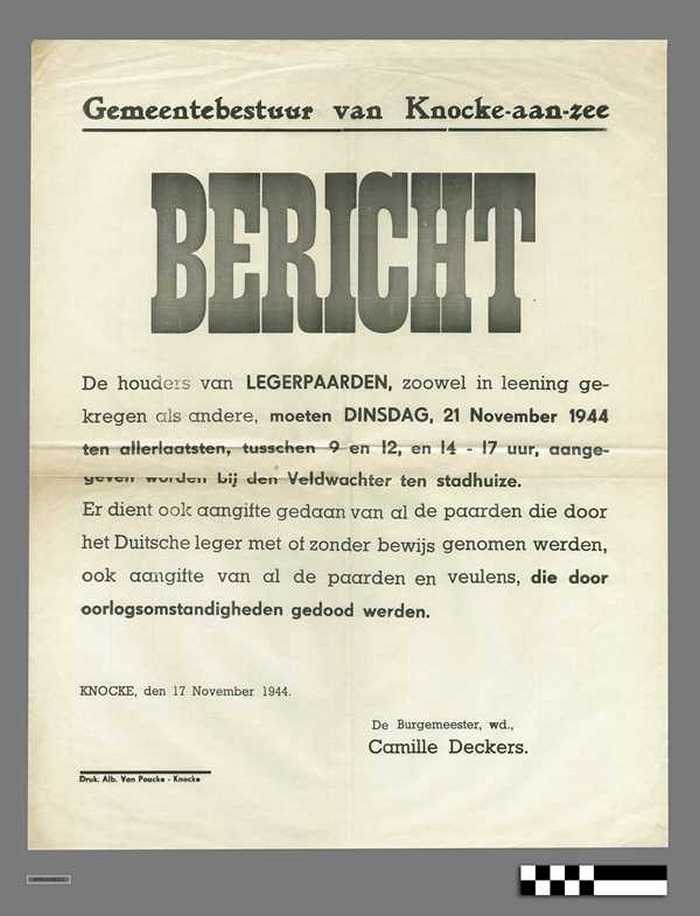 Gemeentebestuur van Knocke-aan-zee
BERICHT
De houders van LEGERPAARDEN, zoowel in leening ge-
kregen als andere, moeten DINSDAG, 21 November 1944
ten allerlaatsten, tusschen 9 en 12, en 14 - 17 uur, aange-
geven worden bij den Veldwachter ten stadhuize.
Er dient ook aangifte gedaan van al de paarden die door
het Duitsche leger met of zonder bewijs genomen werden,
ook aangifte van al de paarden en veulens, die door
oorlogsomstandigheden gedood werden.
KNOCKE, den 17 November 1944.
De Burgemeester, wd.,
Camille Deckers.
Druk. Alb. Van Poucke - Knocke